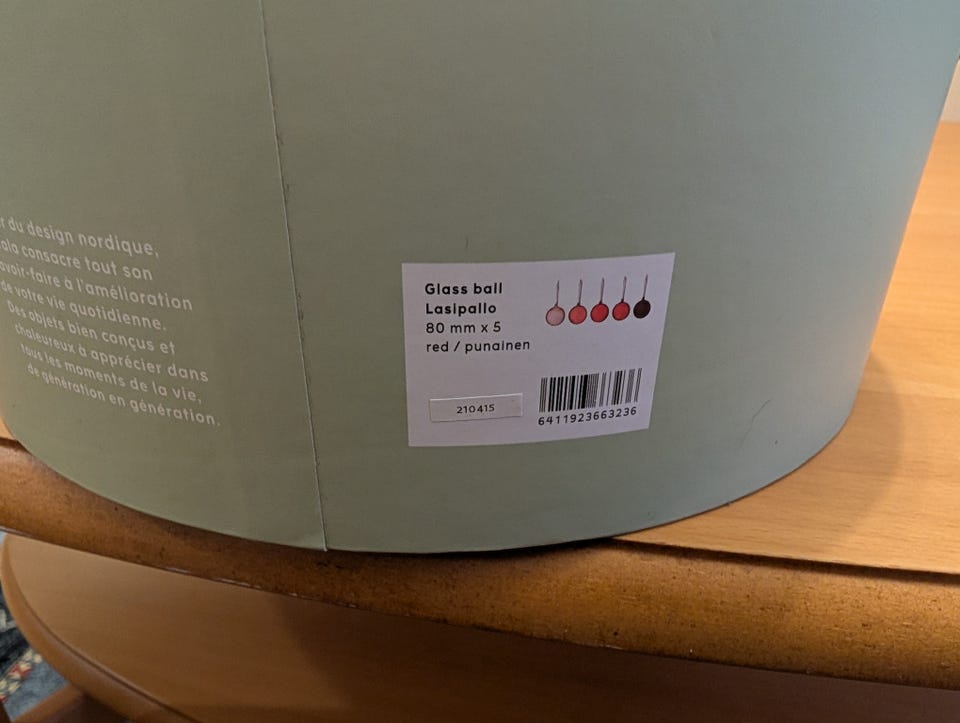 du design nordique,
consacre tout son
savoir-faire à l'amélioration
de votre vie quotidienne.
Des objets bien conçus et
chaleureux à apprécier dans
tous les moments de la vie,
de génération en génération.
Glass ball
Lasipallo
80 mm x 5
red / punainen
210415
6411923663236